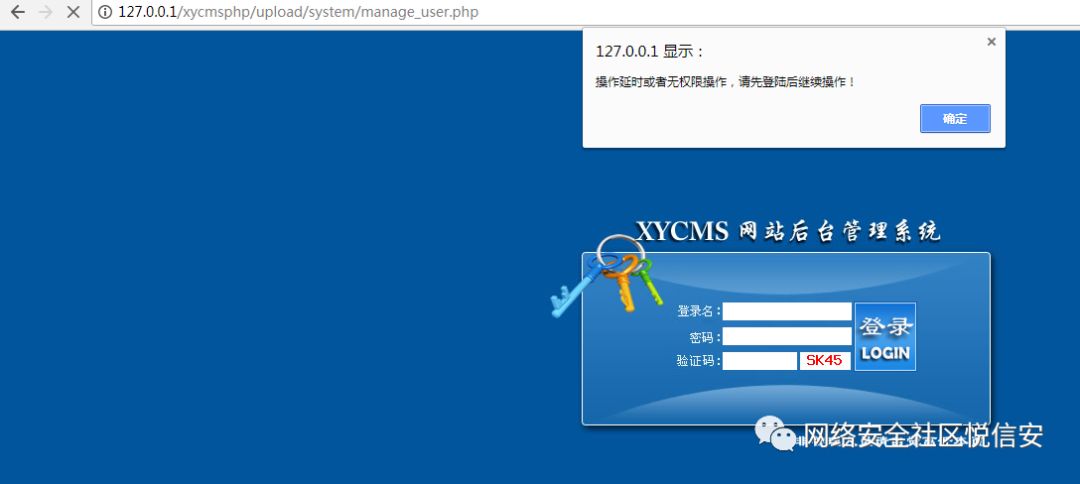 127.0.0.1/xycmsphp/upload/system/manage_user.php
127.0.0.1 显示：
操作延时或者无权限操作，请先登陆后继续操作！
确定
XYCMS 网站后台管理系统
登录名：
密码：
验证码：
SK45
登录
LOGIN
网络安全社区悦信安